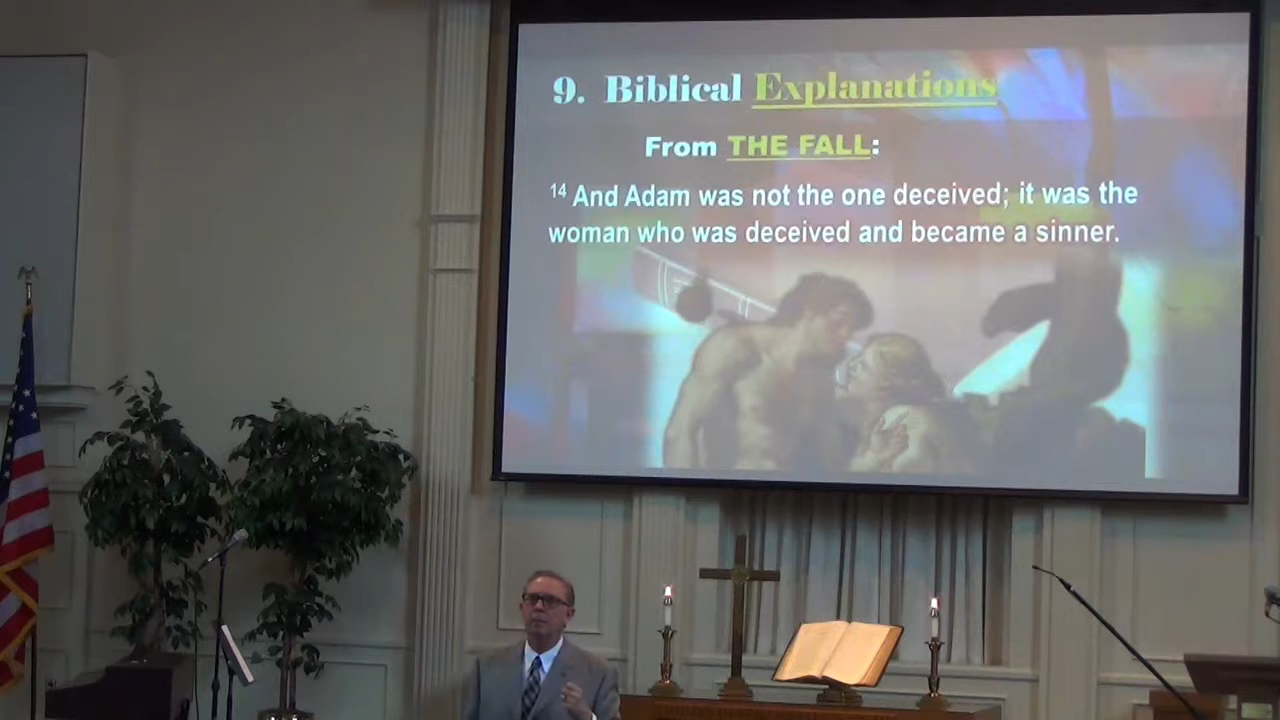 9. Biblical Explanations
From THE FALL:
14 And Adam was not the one deceived; it was the
woman who was deceived and became a sinner.